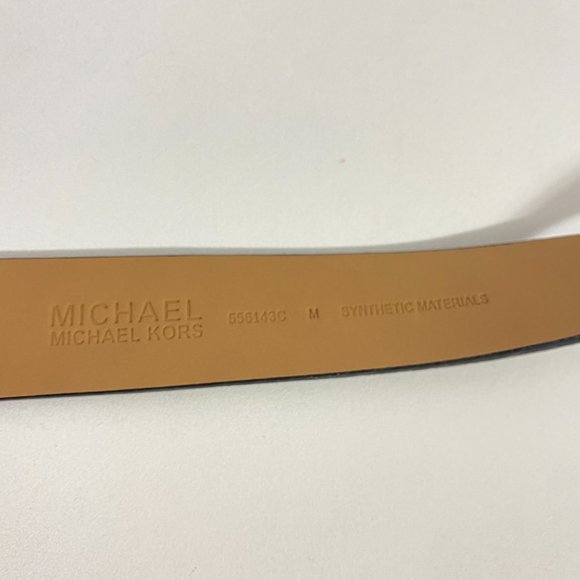 MICHAEL
MICHAEL KORS
556143C M SYNTHETIC MATERIALS